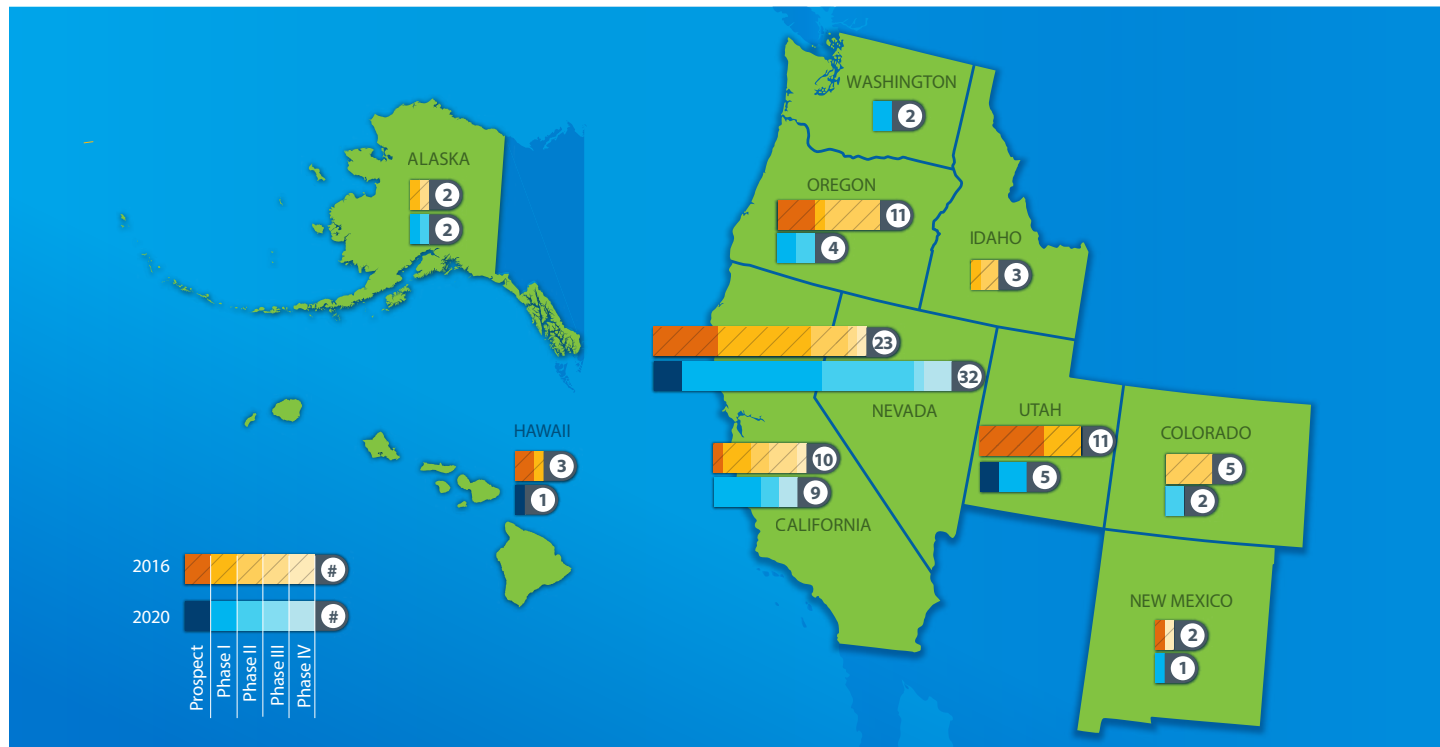 WASHINGTON
2
ALASKA
2
2
OREGON
11
4
IDAHO
3
23
32
NEVADA
UTAH
11
5
COLORADO
5
2
HAWAII
3
1
10
9
CALIFORNIA
NEW MEXICO
2
1
2016 #
2020 #
Prospect
Phase I
Phase II
Phase III
Phase IV